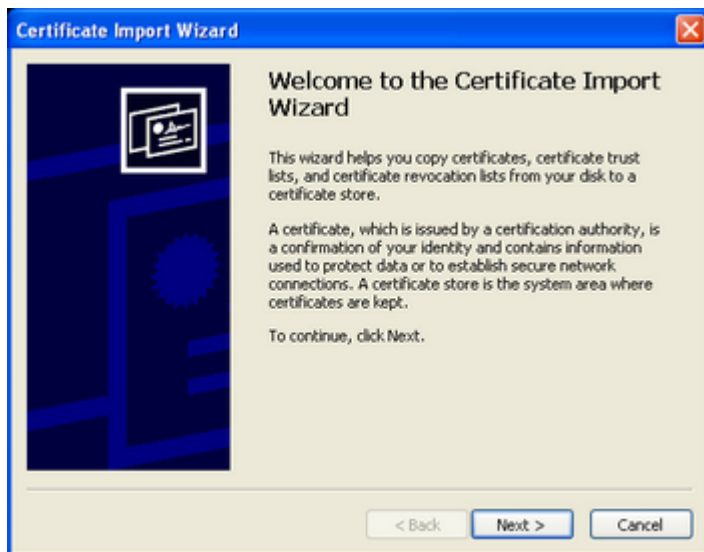 Certificate Import Wizard
Welcome to the Certificate Import
Wizard
This wizard helps you copy certificates, certificate trust
lists, and certificate revocation lists from your disk to a
certificate store.
A certificate, which is issued by a certification authority, is
a confirmation of your identity and contains information
used to protect data or to establish secure network
connections. A certificate store is the system area where
certificates are kept.
To continue, click Next.
< Back Next > Cancel